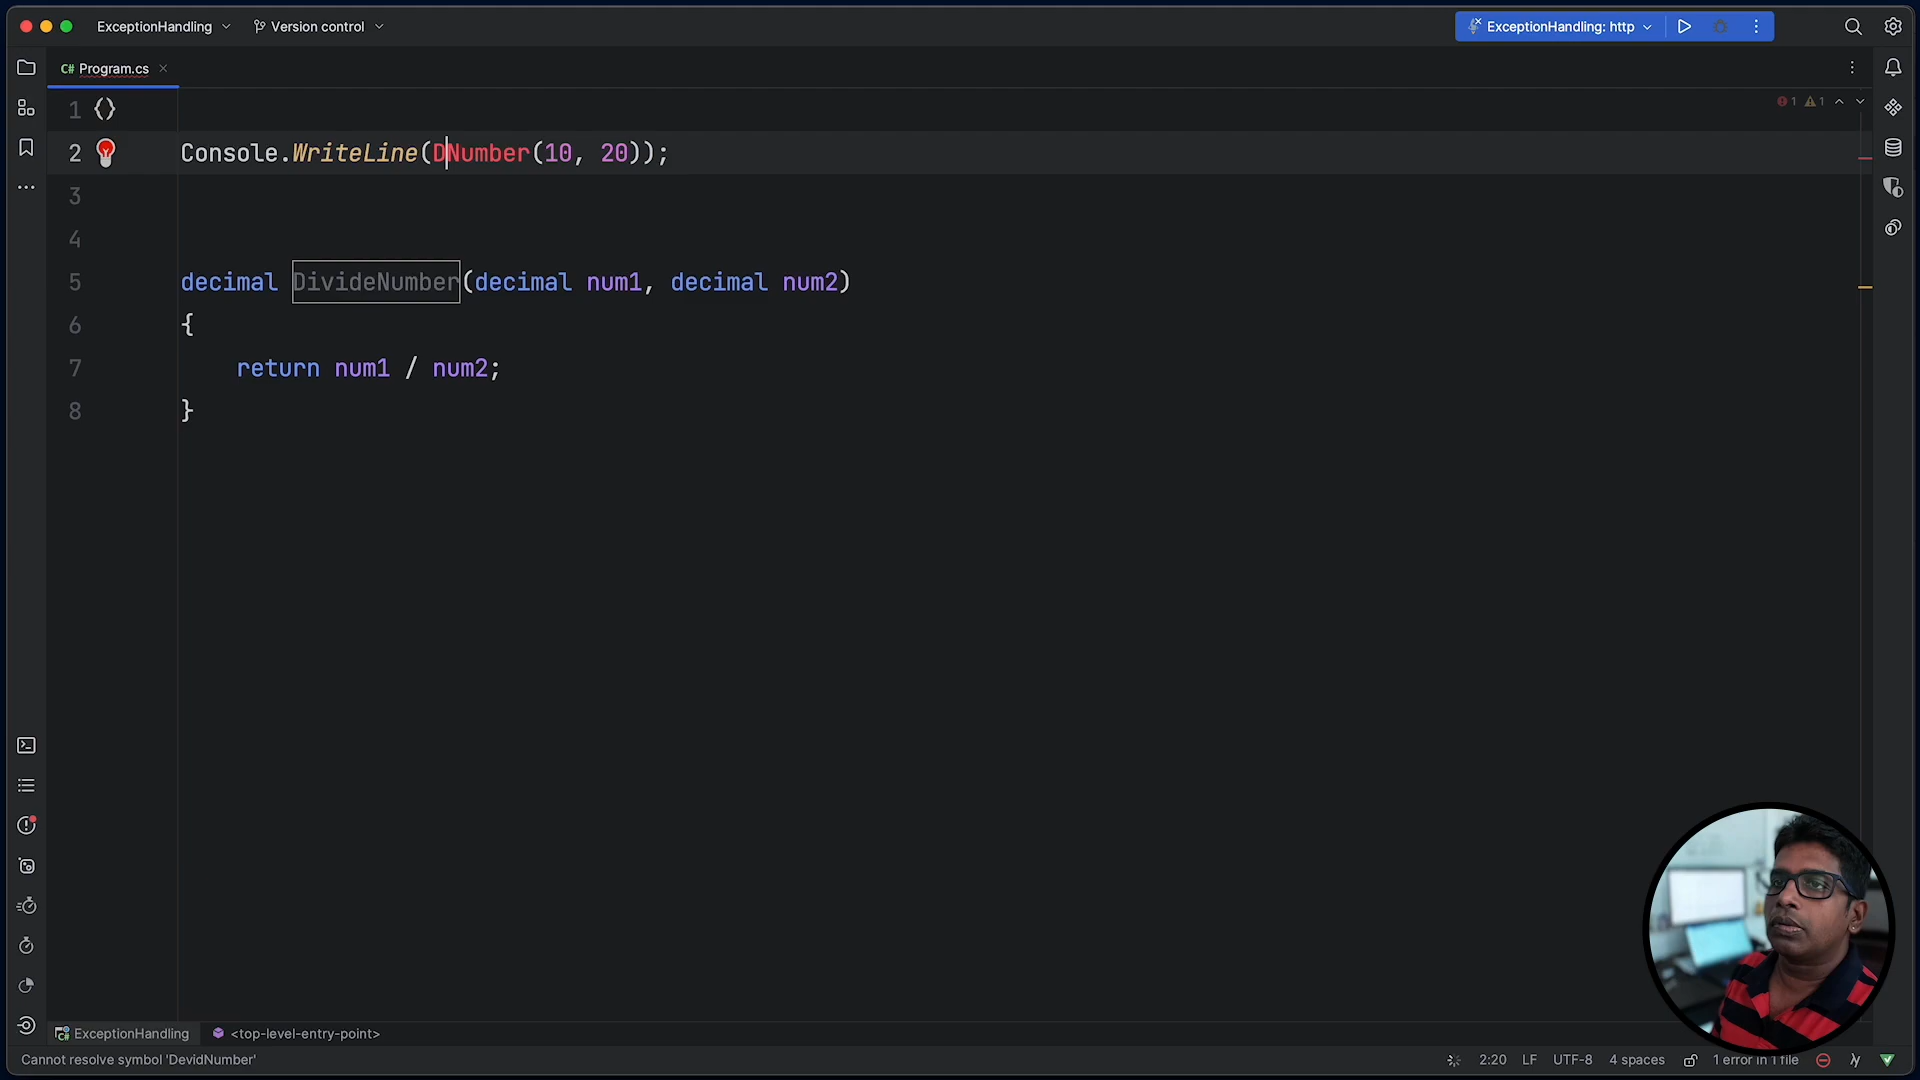 ExceptionHandling Version control ExceptionHandling: http
C# Program.cs
1 {} 1 1
2 Console.WriteLine(DNumber(10, 20));
3
4
5 decimal DivideNumber(decimal num1, decimal num2)
6 {
7 return num1 / num2;
8 }
C# ExceptionHandling <top-level-entry-point>
Cannot resolve symbol 'DevidNumber' 2:20 LF UTF-8 4 spaces 1 error in 1 file